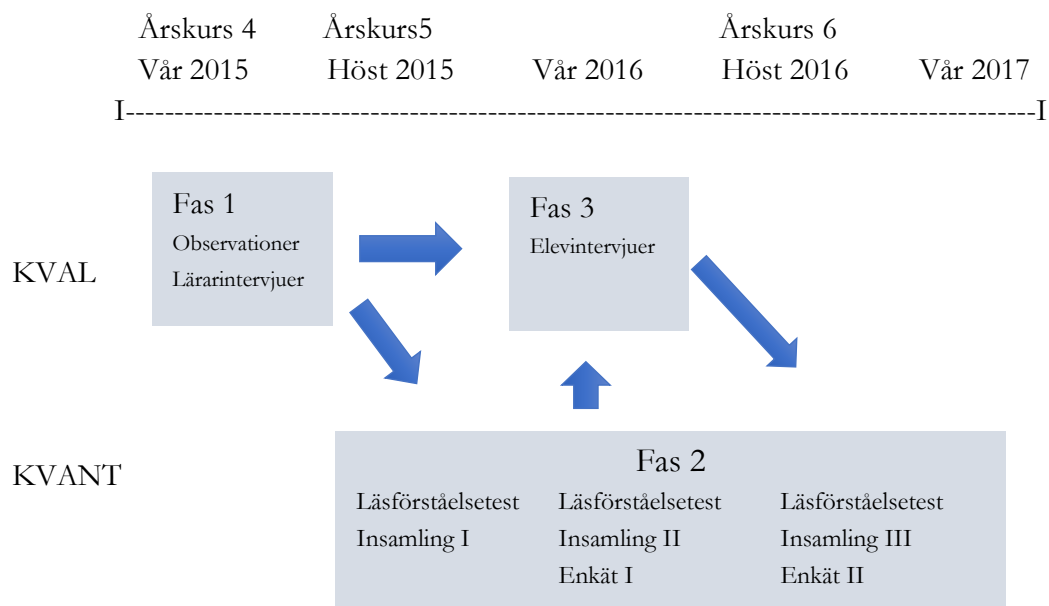 Årskurs 4 Årskurs5 Årskurs 6
Vår 2015 Höst 2015 Vår 2016 Höst 2016 Vår 2017
I-----------------------------------------------------------------------------------------------I
Fas 1
Observationer
Lärarintervjuer
Fas 3
Elevintervjuer
KVAL
KVANT
Fas 2
Läsförståelsetest Läsförståelsetest Läsförståelsetest
Insamling I Insamling II Insamling III
Enkät I Enkät II